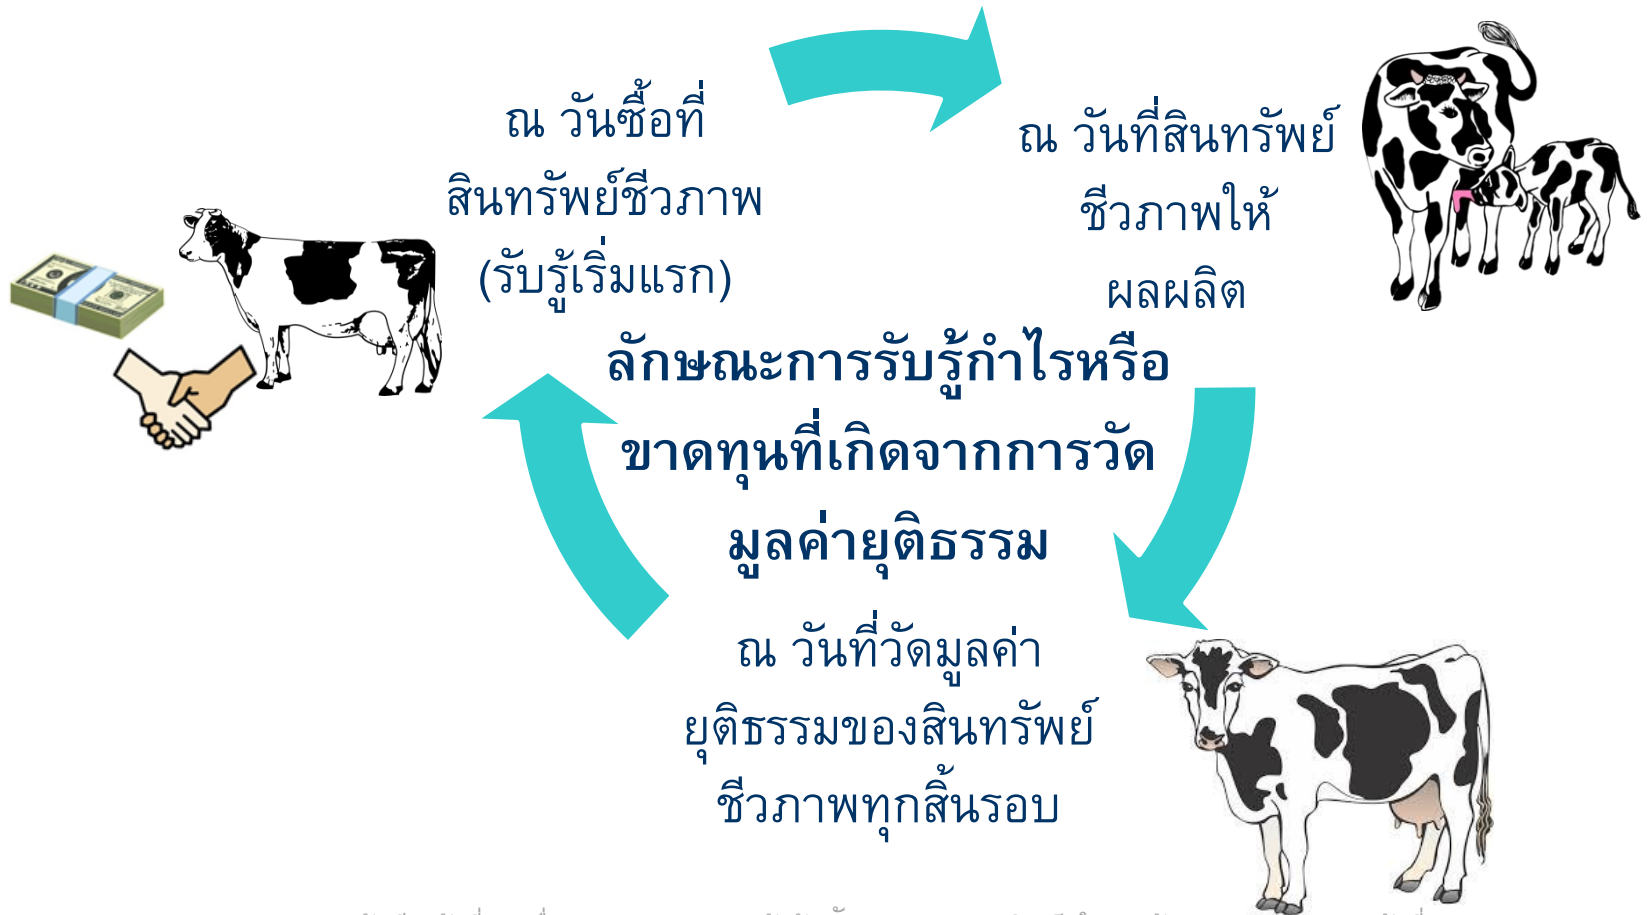 ณ วันซื้อที่
สินทรัพย์ชีวภาพ
(รับรู้เริ่มแรก)
ณ วันที่สินทรัพย์
ชีวภาพให้
ผลผลิต
ลักษณะการรับรู้กำไรหรือ
ขาดทุนที่เกิดจากการวัด
มูลค่ายุติธรรม
ณ วันที่วัดมูลค่า
ยุติธรรมของสินทรัพย์
ชีวภาพทุกสิ้นรอบ